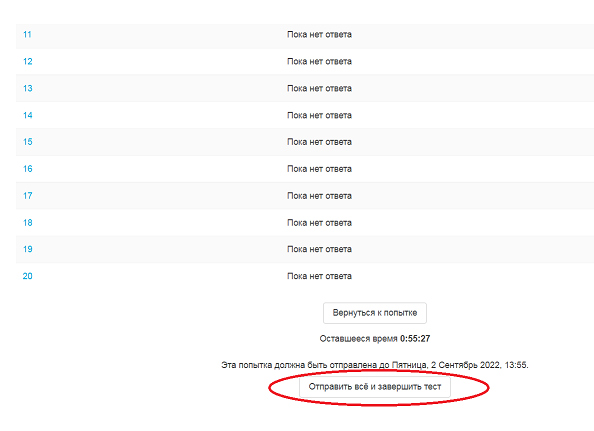 11 Пока нет ответа
12 Пока нет ответа
13 Пока нет ответа
14 Пока нет ответа
15 Пока нет ответа
16 Пока нет ответа
17 Пока нет ответа
18 Пока нет ответа
19 Пока нет ответа
20 Пока нет ответа
Вернуться к попытке
Оставшееся время 0:55:27
Эта попытка должна быть отправлена до Пятница, 2 Сентябрь 2022, 13:55.
Отправить всё и завершить тест